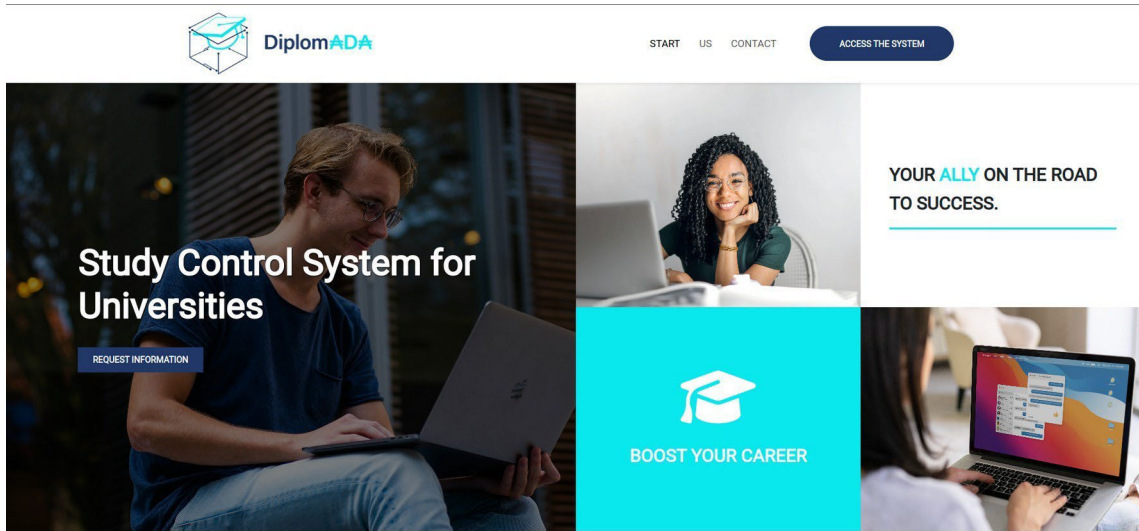 Diplom₳D₳
START US CONTACT ACCESS THE SYSTEM
Study Control System for
Universities
REQUEST INFORMATION
YOUR ALLY ON THE ROAD
TO SUCCESS.
BOOST YOUR CAREER